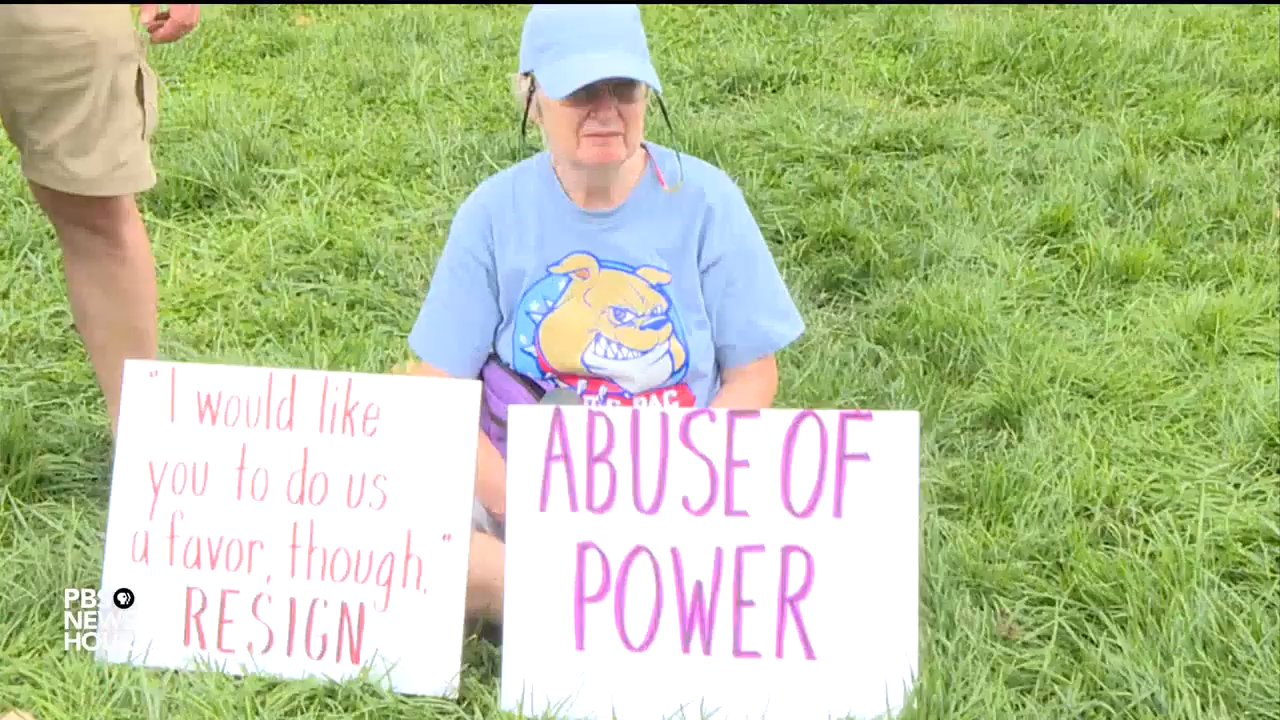 "I would like
you to do us
a favor, though."
RESIGN
ABUSE OF
POWER
PBS
NEWS
HOUR